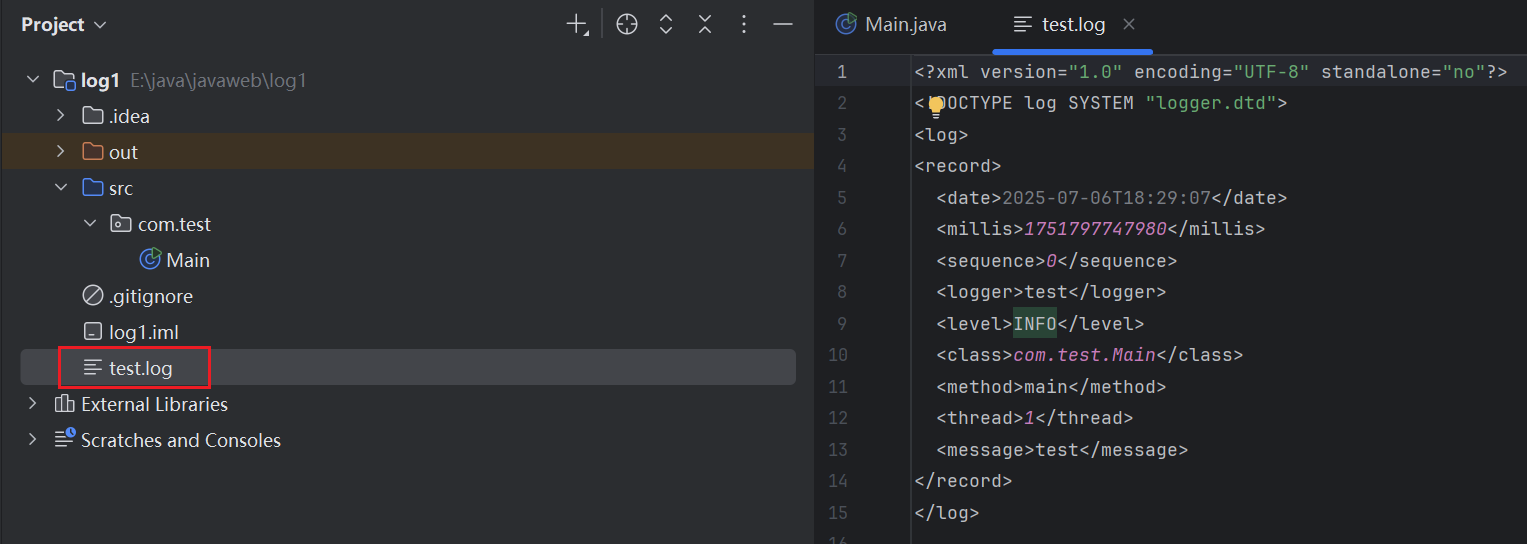 Project
log1 E:\java\javaweb\log1
.idea
out
src
com.test
Main
.gitignore
log1.iml
test.log
External Libraries
Scratches and Consoles
Main.java test.log
1 <?xml version="1.0" encoding="UTF-8" standalone="no"?>
2 <!DOCTYPE log SYSTEM "logger.dtd">
3 <log>
4 <record>
5 <date>2025-07-06T18:29:07</date>
6 <millis>1751797747980</millis>
7 <sequence>0</sequence>
8 <logger>test</logger>
9 <level>INFO</level>
10 <class>com.test.Main</class>
11 <method>main</method>
12 <thread>1</thread>
13 <message>test</message>
14 </record>
15 </log>
16